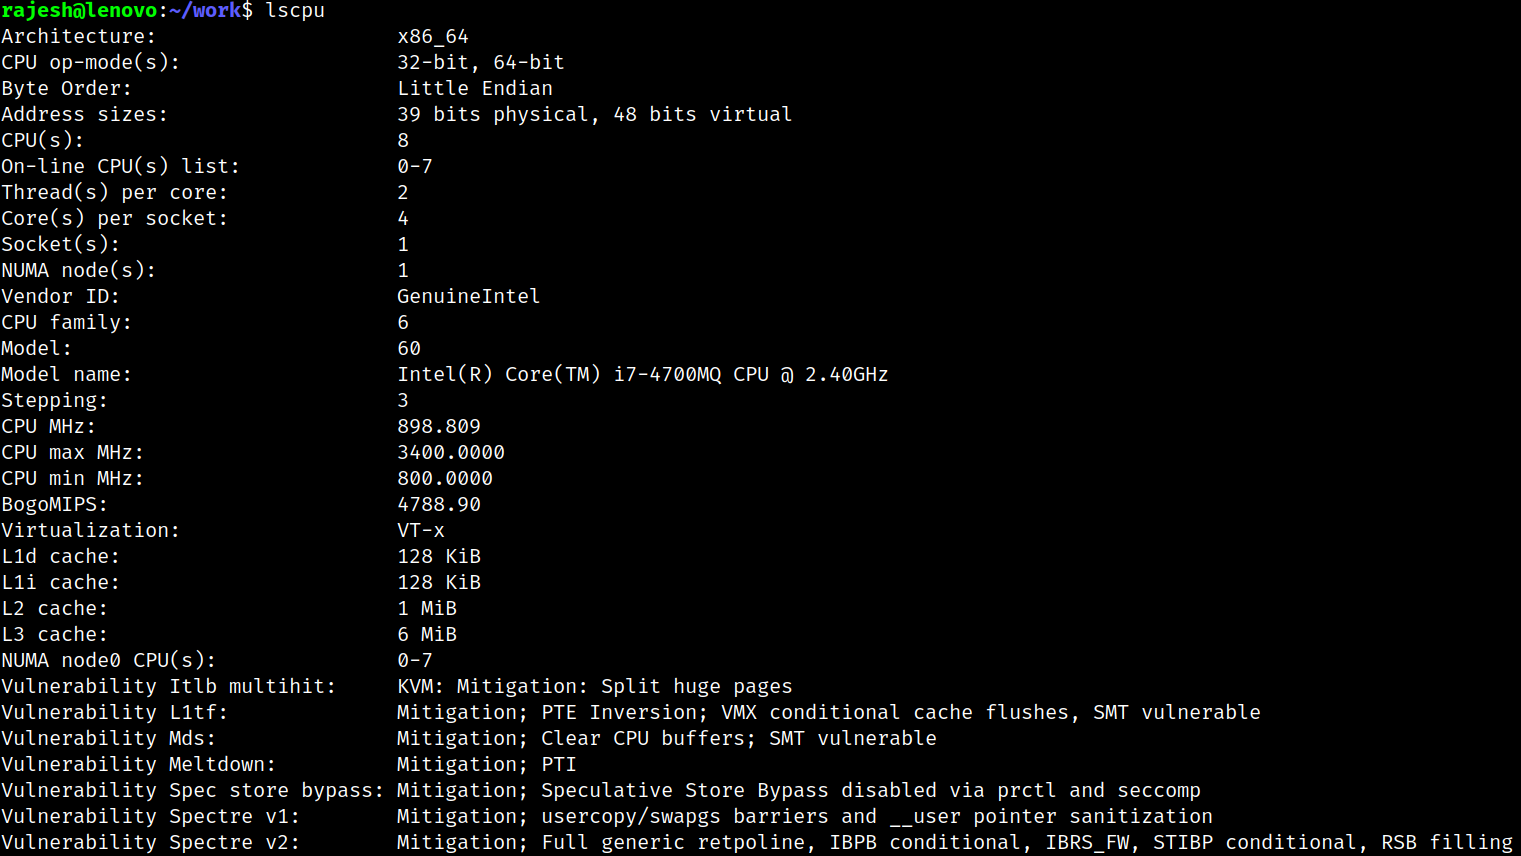 rajesh@lenovo:~/work$ lscpu
Architecture: x86_64
CPU op-mode(s): 32-bit, 64-bit
Byte Order: Little Endian
Address sizes: 39 bits physical, 48 bits virtual
CPU(s): 8
On-line CPU(s) list: 0-7
Thread(s) per core: 2
Core(s) per socket: 4
Socket(s): 1
NUMA node(s): 1
Vendor ID: GenuineIntel
CPU family: 6
Model: 60
Model name: Intel(R) Core(TM) i7-4700MQ CPU @ 2.40GHz
Stepping: 3
CPU MHz: 898.809
CPU max MHz: 3400.0000
CPU min MHz: 800.0000
BogoMIPS: 4788.90
Virtualization: VT-x
L1d cache: 128 KiB
L1i cache: 128 KiB
L2 cache: 1 MiB
L3 cache: 6 MiB
NUMA node0 CPU(s): 0-7
Vulnerability Itlb multihit: KVM: Mitigation: Split huge pages
Vulnerability L1tf: Mitigation; PTE Inversion; VMX conditional cache flushes, SMT vulnerable
Vulnerability Mds: Mitigation; Clear CPU buffers; SMT vulnerable
Vulnerability Meltdown: Mitigation; PTI
Vulnerability Spec store bypass: Mitigation; Speculative Store Bypass disabled via prctl and seccomp
Vulnerability Spectre v1: Mitigation; usercopy/swapgs barriers and __user pointer sanitization
Vulnerability Spectre v2: Mitigation; Full generic retpoline, IBPB conditional, IBRS_FW, STIBP conditional, RSB filling